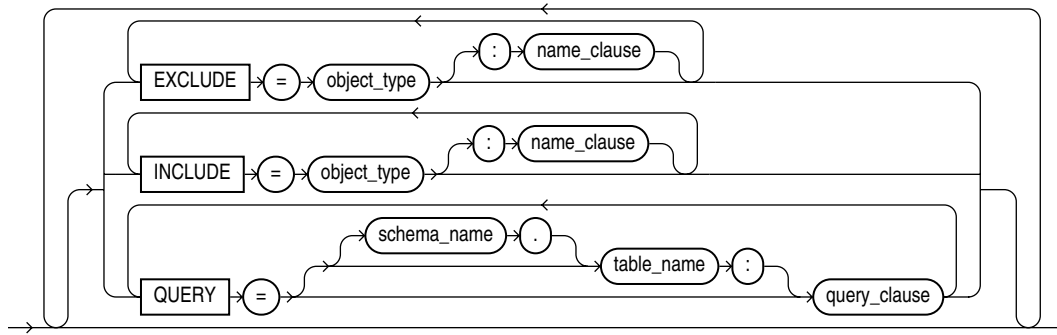 : name_clause
EXCLUDE = object_type
: name_clause
INCLUDE = object_type
schema_name .
table_name :
QUERY = query_clause